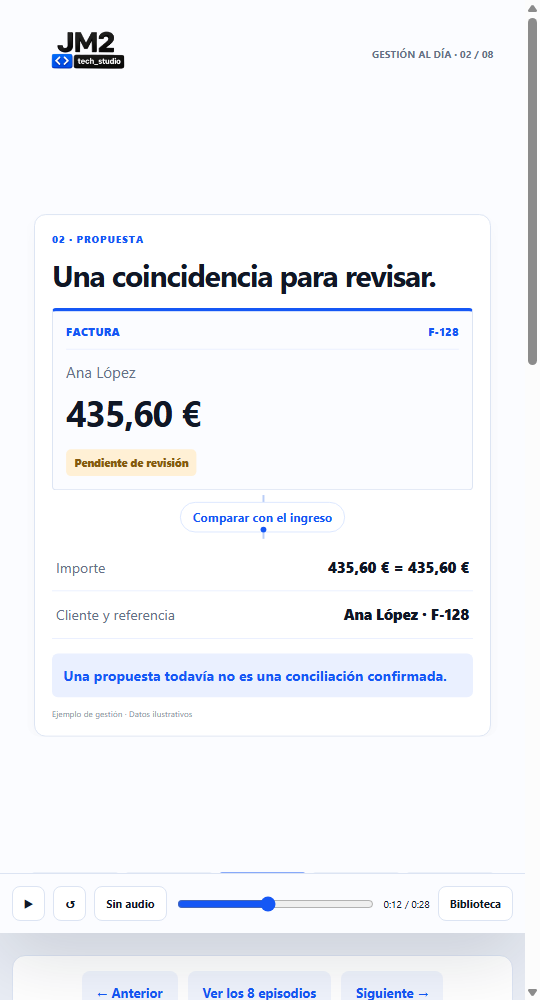 JM2
<> tech_studio
GESTIÓN AL DÍA · 02 / 08
02 · PROPUESTA
Una coincidencia para revisar.
FACTURA F-128
Ana López
435,60 €
Pendiente de revisión
Comparar con el ingreso
Importe 435,60 € = 435,60 €
Cliente y referencia Ana López · F-128
Una propuesta todavía no es una conciliación confirmada.
Ejemplo de gestión · Datos ilustrativos
▶ ↺ Sin audio 0:12 / 0:28 Biblioteca
← Anterior Ver los 8 episodios Siguiente →